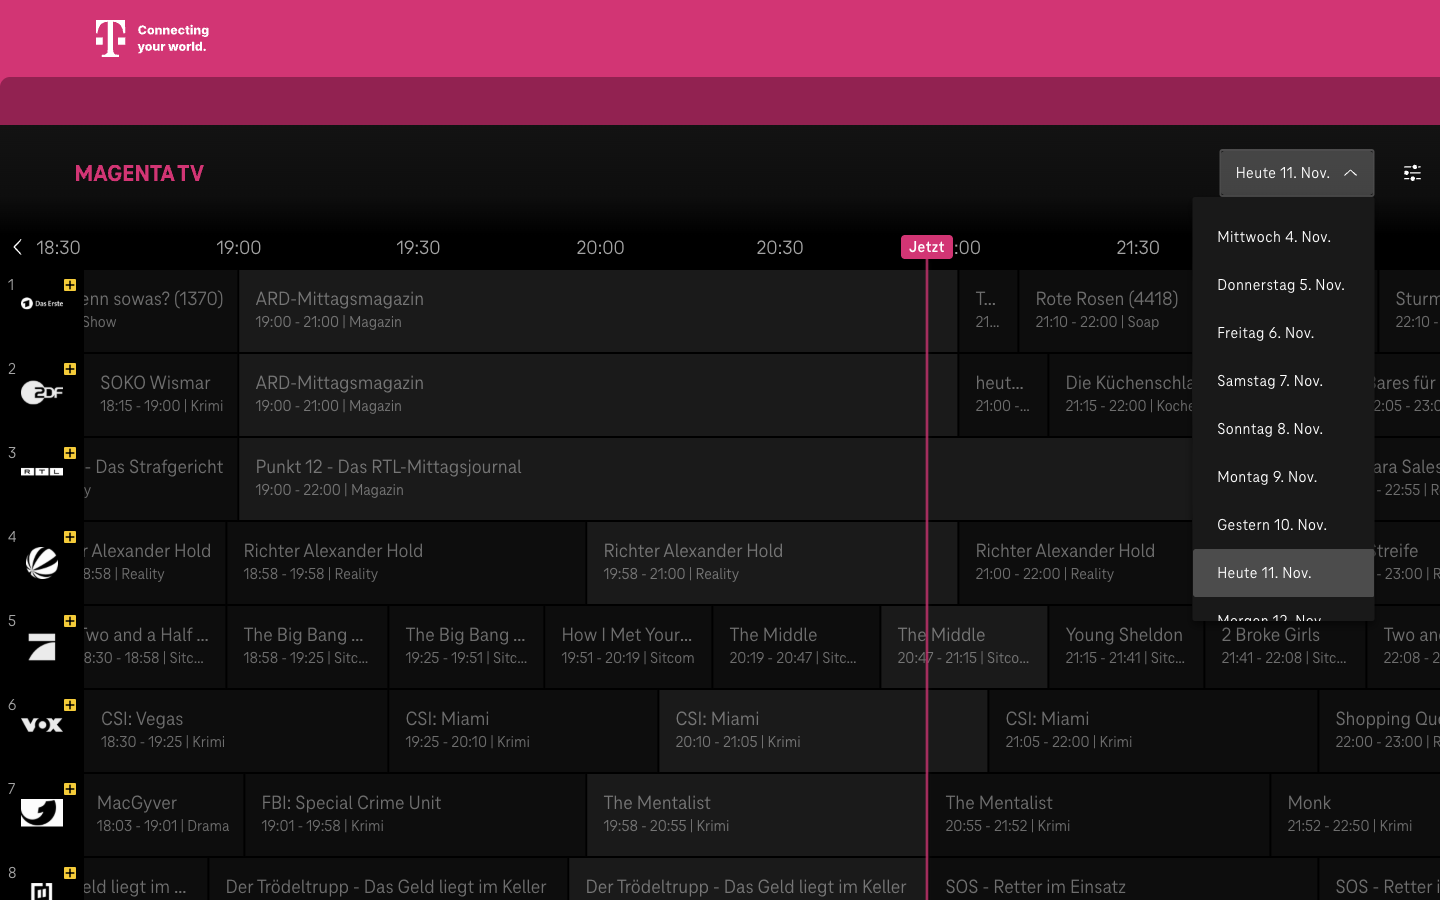 Connecting
your world.
MAGENTA TV
Heute 11. Nov.
18:30
19:00
19:30
20:00
20:30
Jetzt
:00
21:30
Mittwoch 4. Nov.
Donnerstag 5. Nov.
Freitag 6. Nov.
Samstag 7. Nov.
Sonntag 8. Nov.
Montag 9. Nov.
Gestern 10. Nov.
Heute 11. Nov.
Morgen 12. Nov.
1
Das Erste
enn sowas? (1370)
Show
ARD-Mittagsmagazin
19:00 - 21:00 | Magazin
T...
21...
Rote Rosen (4418)
21:10 - 22:00 | Soap
Sturm
22:10 -
2
ZDF
SOKO Wismar
18:15 - 19:00 | Krimi
ARD-Mittagsmagazin
19:00 - 21:00 | Magazin
heut...
21:00 -...
Die Küchenschla
21:15 - 22:00 | Koche
Bares für
2:05 - 23:0
3
RTL
- Das Strafgericht
y
Punkt 12 - Das RTL-Mittagsjournal
19:00 - 22:00 | Magazin
ara Sales
- 22:55 | R
4
r Alexander Hold
8:58 | Reality
Richter Alexander Hold
18:58 - 19:58 | Reality
Richter Alexander Hold
19:58 - 21:00 | Reality
Richter Alexander Hold
21:00 - 22:00 | Reality
Streife
- 23:00 | R
5
Two and a Half ...
8:30 - 18:58 | Sitc...
The Big Bang ...
18:58 - 19:25 | Sitc...
The Big Bang ...
19:25 - 19:51 | Sitc...
How I Met Your...
19:51 - 20:19 | Sitcom
The Middle
20:19 - 20:47 | Sitc...
The Middle
20:47 - 21:15 | Sitco...
Young Sheldon
21:15 - 21:41 | Sitc...
2 Broke Girls
21:41 - 22:08 | Sitc...
Two an
22:08 - 2
6
VOX
CSI: Vegas
18:30 - 19:25 | Krimi
CSI: Miami
19:25 - 20:10 | Krimi
CSI: Miami
20:10 - 21:05 | Krimi
CSI: Miami
21:05 - 22:00 | Krimi
Shopping Que
22:00 - 23:00 | R
7
MacGyver
18:03 - 19:01 | Drama
FBI: Special Crime Unit
19:01 - 19:58 | Krimi
The Mentalist
19:58 - 20:55 | Krimi
The Mentalist
20:55 - 21:52 | Krimi
Monk
21:52 - 22:50 | Krimi
8
eld liegt im ...
Der Trödeltrupp - Das Geld liegt im Keller
Der Trödeltrupp - Das Geld liegt im Keller
SOS - Retter im Einsatz
SOS - Retter i